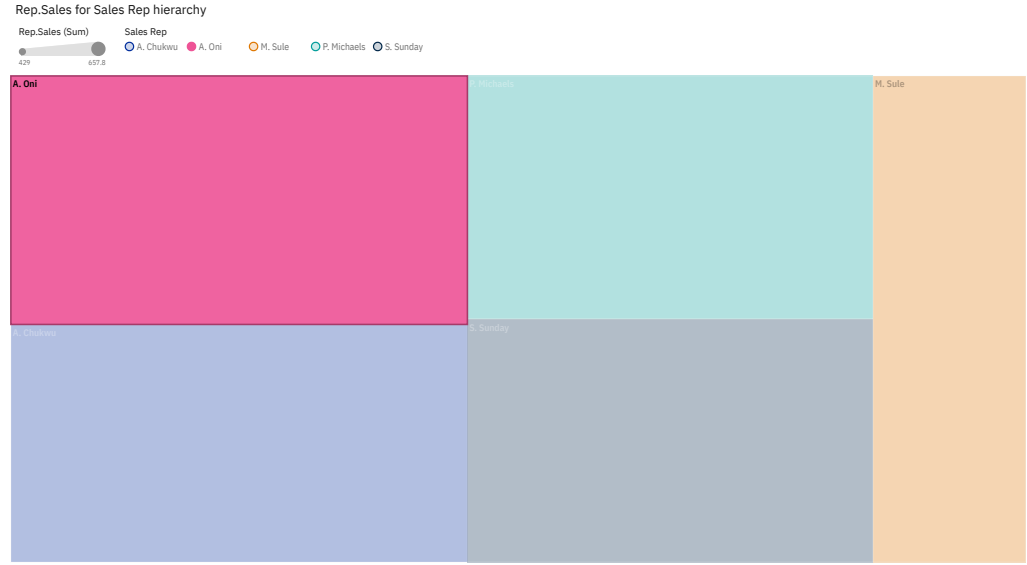 Rep.Sales for Sales Rep hierarchy
Rep.Sales (Sum)
429
657.8
Sales Rep
A. Chukwu
A. Oni
M. Sule
P. Michaels
S. Sunday
A. Oni
P. Michaels
M. Sule
A. Chukwu
S. Sunday